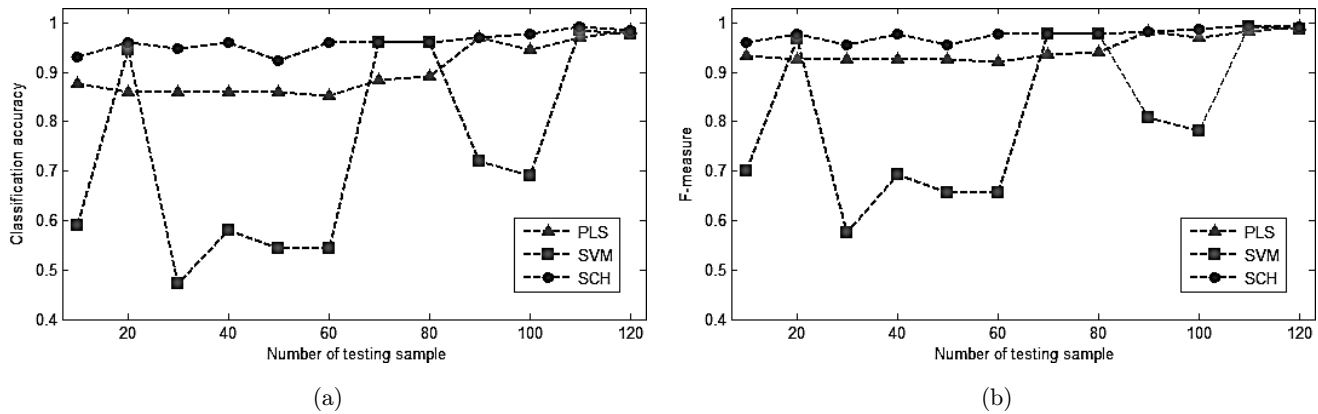 1
0.9
0.8
0.7
0.6
0.5
0.4
Classification accuracy
PLS
SVM
SCH
20
40
60
80
100
120
Number of testing sample
(a)
1
0.9
0.8
0.7
0.6
0.5
0.4
F-measure
PLS
SVM
SCH
20
40
60
80
100
120
Number of testing sample
(b)